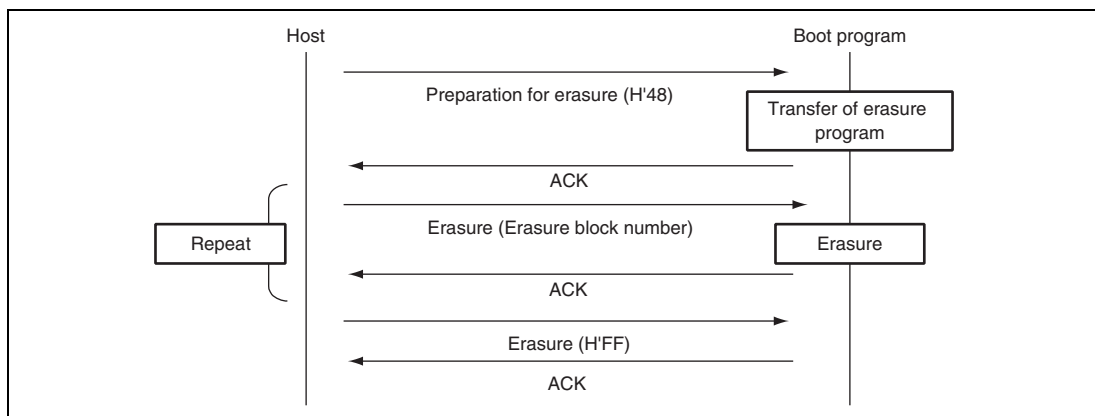 Host
Boot program
Preparation for erasure (H'48)
Transfer of erasure
program
ACK
Erasure (Erasure block number)
Repeat
Erasure
ACK
Erasure (H'FF)
ACK